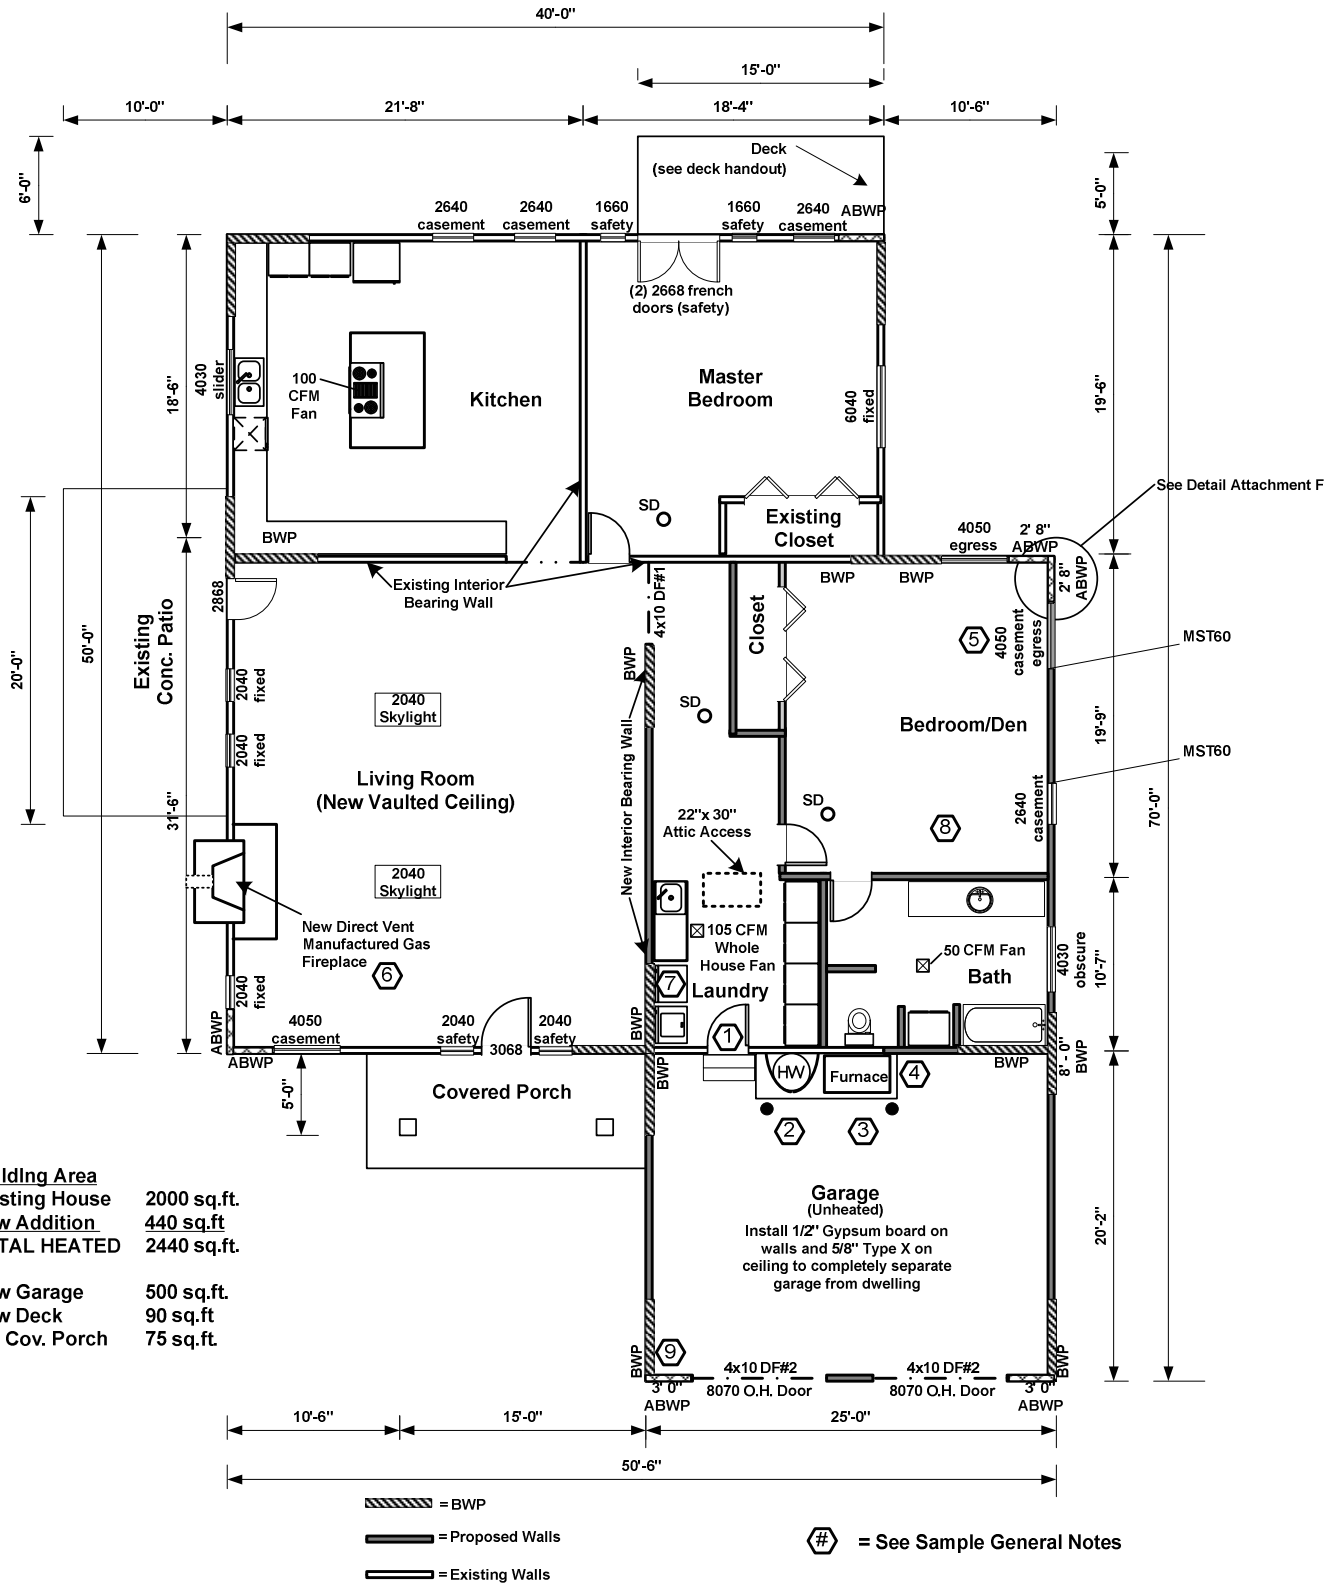 40'-0"
15'-0"
10'-0"
21'-8"
18'-4"
10'-6"
6'-0"
5'-0"
Deck
(see deck handout)
2640
casement
2640
casement
1660
safety
1660
safety
2640
casement
ABWP
(2) 2668 french
doors (safety)
18'-6"
4030
slider
100
CFM
Fan
Kitchen
Master
Bedroom
6040
fixed
19'-6"
See Detail Attachment F
SD
Existing
Closet
BWP
4050
egress
2' 8"
ABWP
2' 8"
ABWP
Existing Interior
Bearing Wall
BWP
BWP
2868
4x10 DF#1
Closet
50'-0"
20'-0"
Existing
Conc. Patio
31'-6"
5
4050
casement
egress
MST60
BWP
2040
fixed
2040
Skylight
SD
Bedroom/Den
19'-9"
2040
fixed
New Interior Bearing Wall
MST60
Living Room
(New Vaulted Ceiling)
SD
2640
casement
70'-0"
22"x 30"
Attic Access
8
2040
Skylight
New Direct Vent
Manufactured Gas
Fireplace
6
105 CFM
Whole
House Fan
50 CFM Fan
Bath
4030
obscure
10'-7"
2040
fixed
7
Laundry
ABWP
ABWP
4050
casement
2040
safety
3068
2040
safety
BWP
1
BWP
BWP
8' - 0"
BWP
5'-0"
Covered Porch
HW
Furnace
4
2
3
Garage
(Unheated)
Install 1/2" Gypsum board on
walls and 5/8" Type X on
ceiling to completely separate
garage from dwelling
20'-2"
ildIng Area
sting House 2000 sq.ft.
w Addition 440 sq.ft
TAL HEATED 2440 sq.ft.
w Garage 500 sq.ft.
w Deck 90 sq.ft
Cov. Porch 75 sq.ft.
BWP
9
4x10 DF#2
8070 O.H. Door
4x10 DF#2
8070 O.H. Door
BWP
3' 0"
ABWP
3' 0"
ABWP
10'-6"
15'-0"
25'-0"
50'-6"
= BWP
= Proposed Walls
= Existing Walls
# = See Sample General Notes